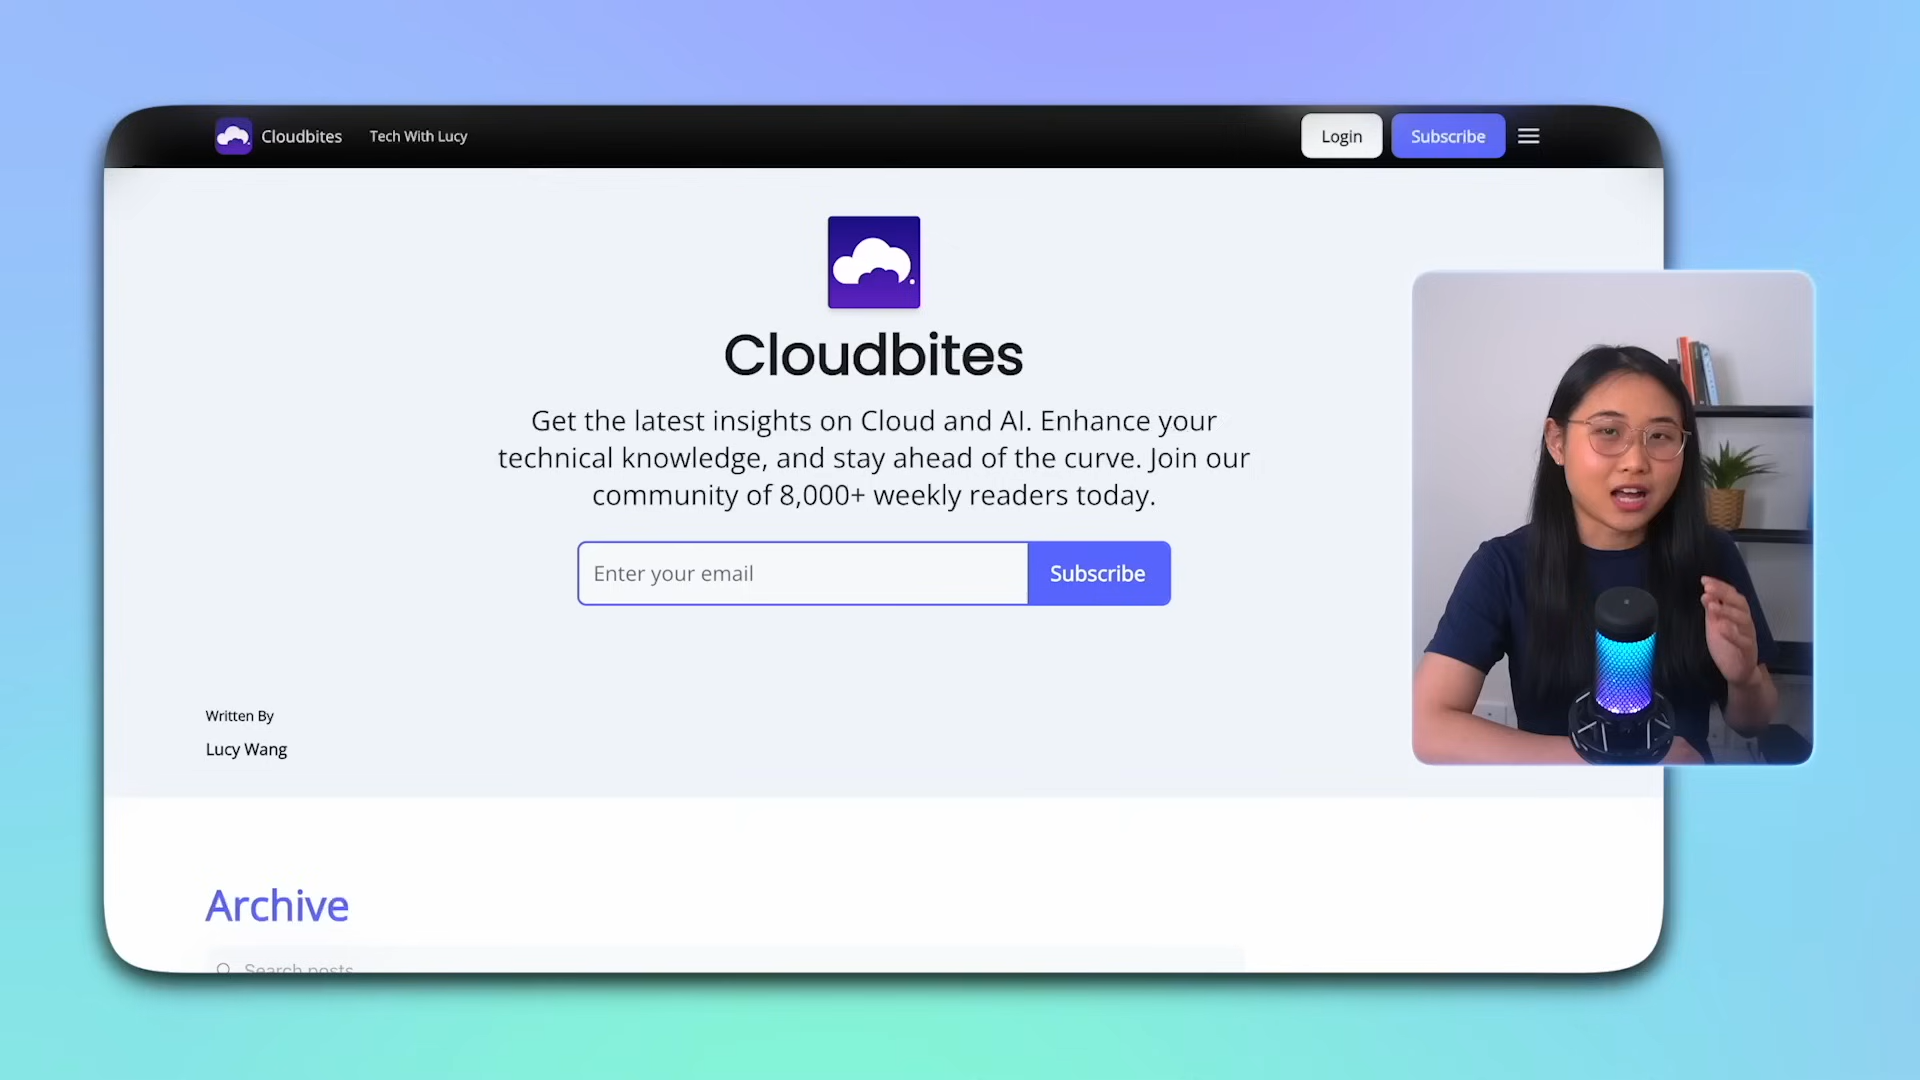 Cloudbites
Tech With Lucy
Login
Subscribe
Cloudbites
Get the latest insights on Cloud and AI. Enhance your
technical knowledge, and stay ahead of the curve. Join our
community of 8,000+ weekly readers today.
Enter your email
Subscribe
Written By
Lucy Wang
Archive
Search posts